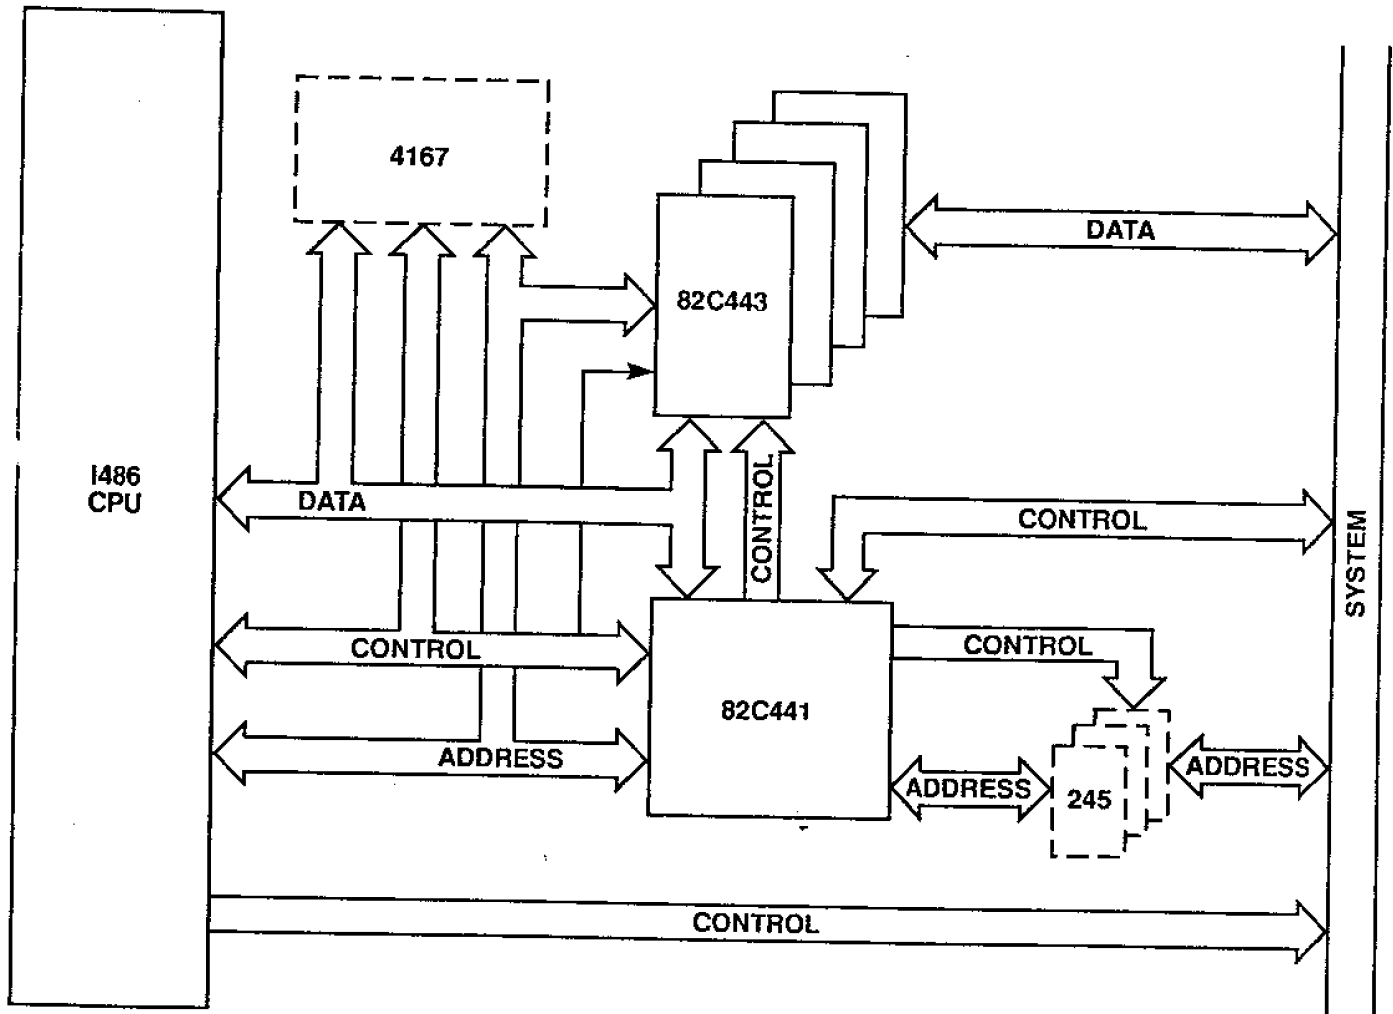 4167
82C443
DATA
I486
CPU
DATA
CONTROL
CONTROL
SYSTEM
CONTROL
CONTROL
82C441
ADDRESS
ADDRESS
245
ADDRESS
CONTROL